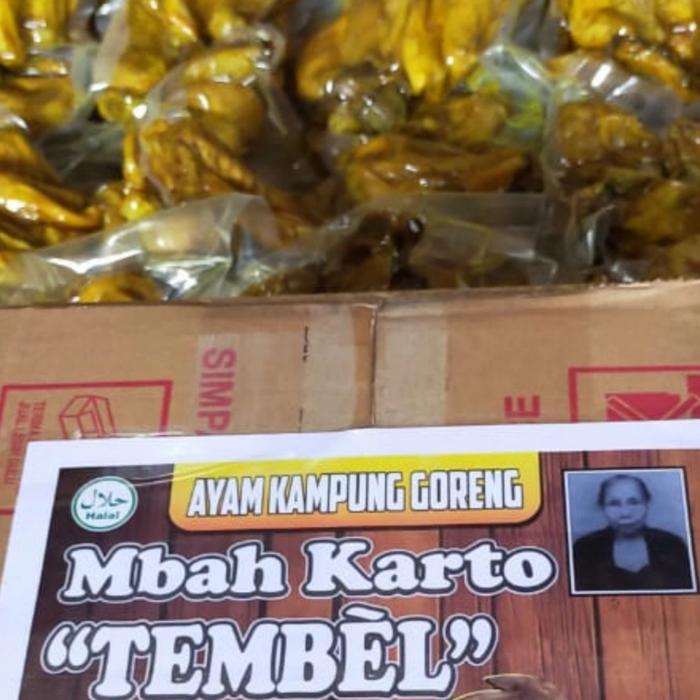 SIMP
حلال
Halal
AYAM KAMPUNG GORENG
Mbah Karto
“TEMBÈL”